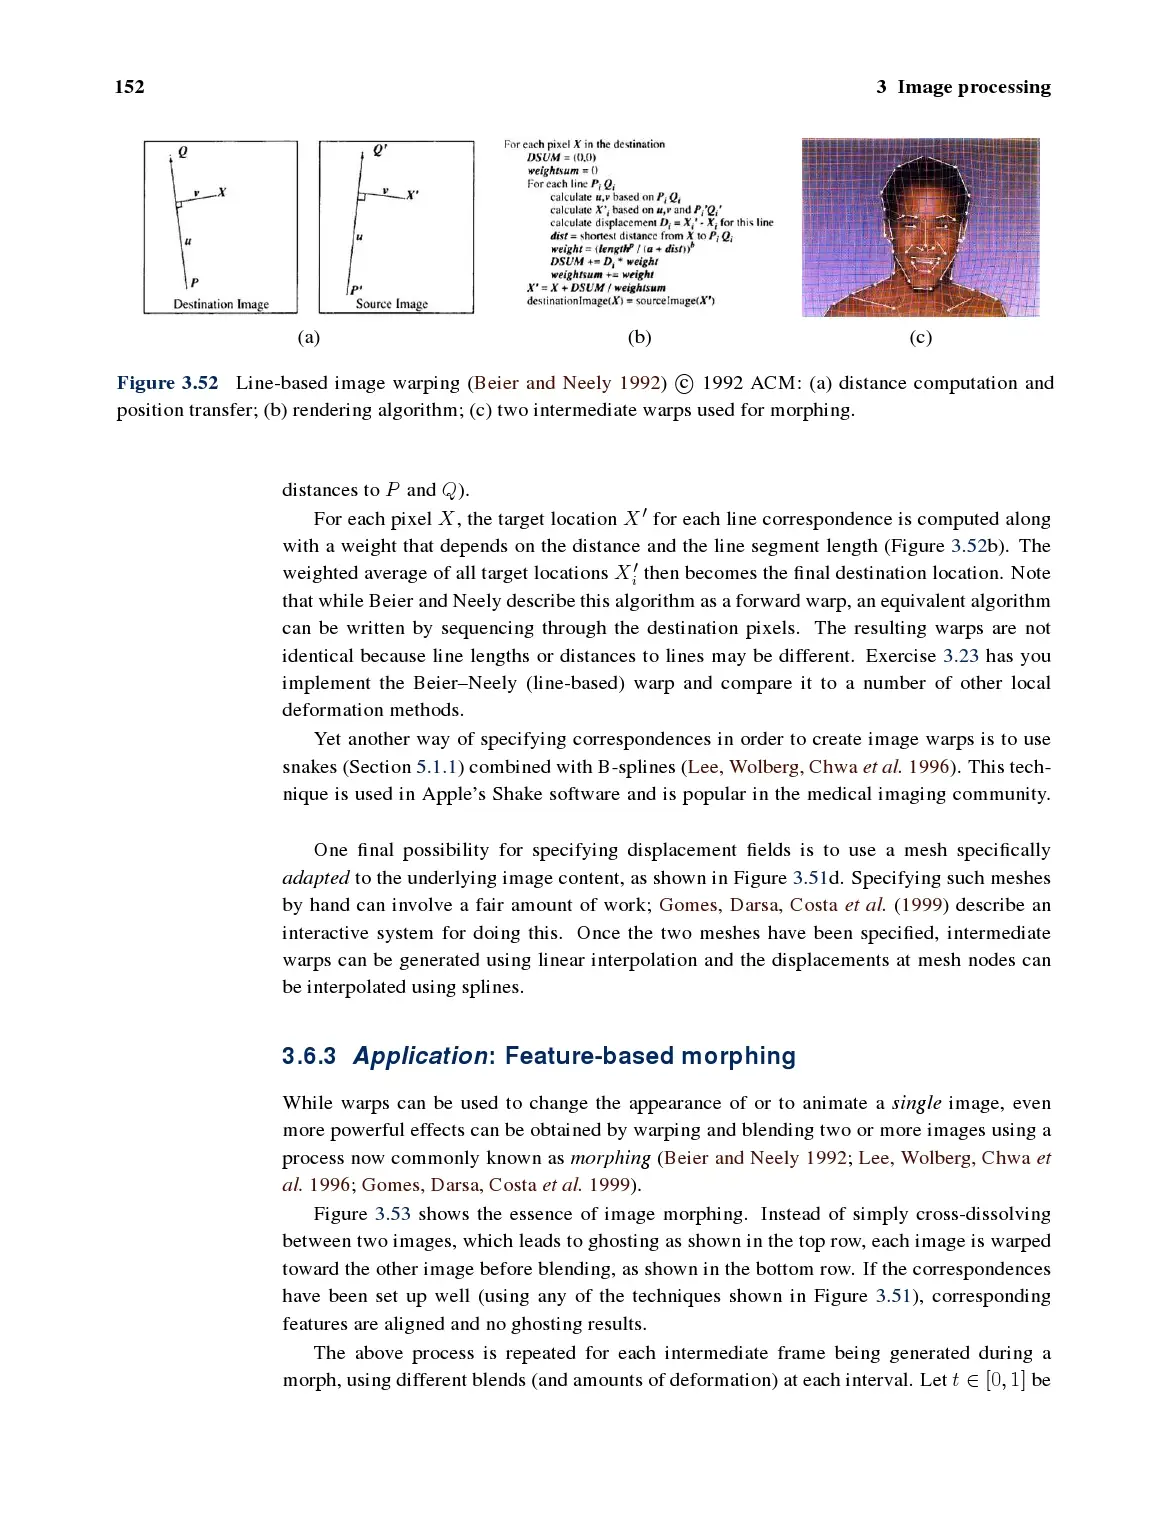 152
3 Image processing
Q
v
X
u
P
Destination Image
Q'
v
X'
u
P'
Source Image
For each pixel X in the destination
DSUM = (0,0)
weightsum = 0
For each line P_i Q_i
calculate u,v based on P_i Q_i
calculate X'_i based on u,v and P_i'Q_i'
calculate displacement D_i = X_i' - X_i for this line
dist = shortest distance from X to P_i Q_i
weight = (length^p / (a + dist))^b
DSUM += D_i * weight
weightsum += weight
X' = X + DSUM / weightsum
destinationImage(X) = sourceImage(X')
(a)
(b)
(c)
Figure 3.52 Line-based image warping (Beier and Neely 1992) © 1992 ACM: (a) distance computation and
position transfer; (b) rendering algorithm; (c) two intermediate warps used for morphing.
distances to P and Q).
For each pixel X, the target location X′ for each line correspondence is computed along
with a weight that depends on the distance and the line segment length (Figure 3.52b). The
weighted average of all target locations X′_i then becomes the final destination location. Note
that while Beier and Neely describe this algorithm as a forward warp, an equivalent algorithm
can be written by sequencing through the destination pixels. The resulting warps are not
identical because line lengths or distances to lines may be different. Exercise 3.23 has you
implement the Beier–Neely (line-based) warp and compare it to a number of other local
deformation methods.
Yet another way of specifying correspondences in order to create image warps is to use
snakes (Section 5.1.1) combined with B-splines (Lee, Wolberg, Chwa et al. 1996). This tech-
nique is used in Apple's Shake software and is popular in the medical imaging community.
One final possibility for specifying displacement fields is to use a mesh specifically
adapted to the underlying image content, as shown in Figure 3.51d. Specifying such meshes
by hand can involve a fair amount of work; Gomes, Darsa, Costa et al. (1999) describe an
interactive system for doing this. Once the two meshes have been specified, intermediate
warps can be generated using linear interpolation and the displacements at mesh nodes can
be interpolated using splines.
3.6.3 Application: Feature-based morphing
While warps can be used to change the appearance of or to animate a single image, even
more powerful effects can be obtained by warping and blending two or more images using a
process now commonly known as morphing (Beier and Neely 1992; Lee, Wolberg, Chwa et
al. 1996; Gomes, Darsa, Costa et al. 1999).
Figure 3.53 shows the essence of image morphing. Instead of simply cross-dissolving
between two images, which leads to ghosting as shown in the top row, each image is warped
toward the other image before blending, as shown in the bottom row. If the correspondences
have been set up well (using any of the techniques shown in Figure 3.51), corresponding
features are aligned and no ghosting results.
The above process is repeated for each intermediate frame being generated during a
morph, using different blends (and amounts of deformation) at each interval. Let t ∈ [0, 1] be